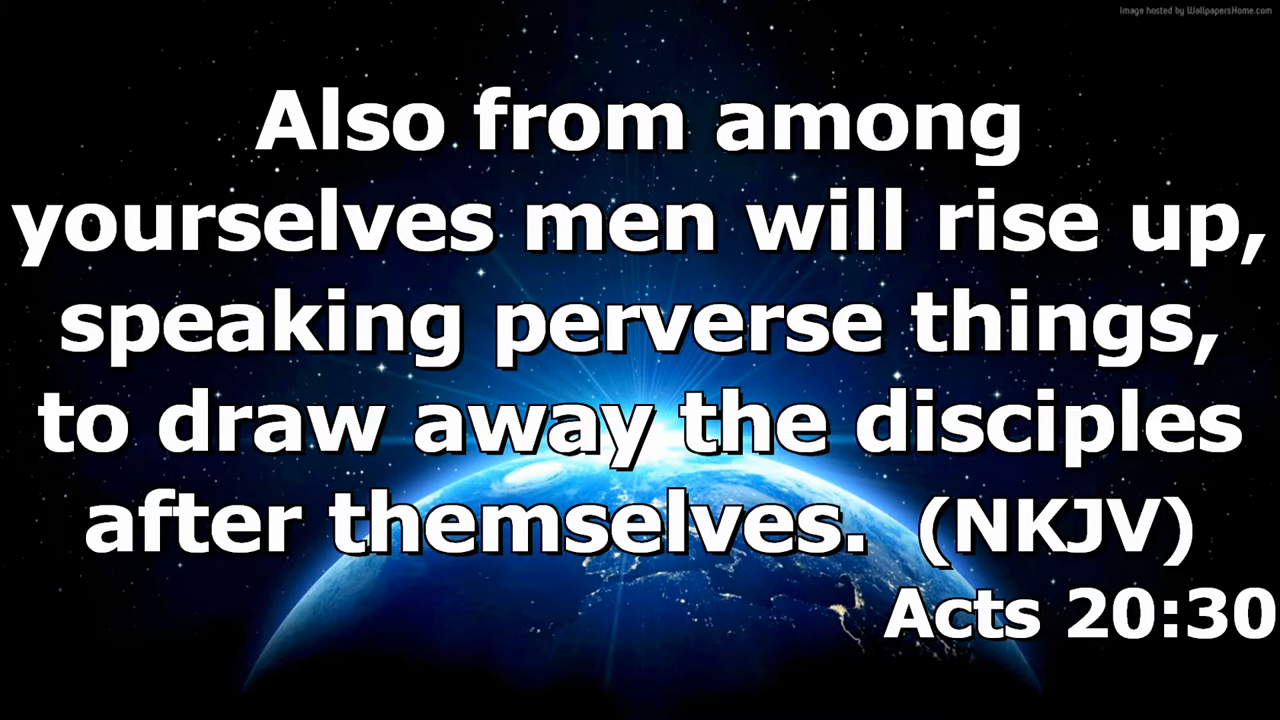 Image hosted by WallpapersHome.com
Also from among
yourselves men will rise up,
speaking perverse things,
to draw away the disciples
after themselves. (NKJV)
Acts 20:30